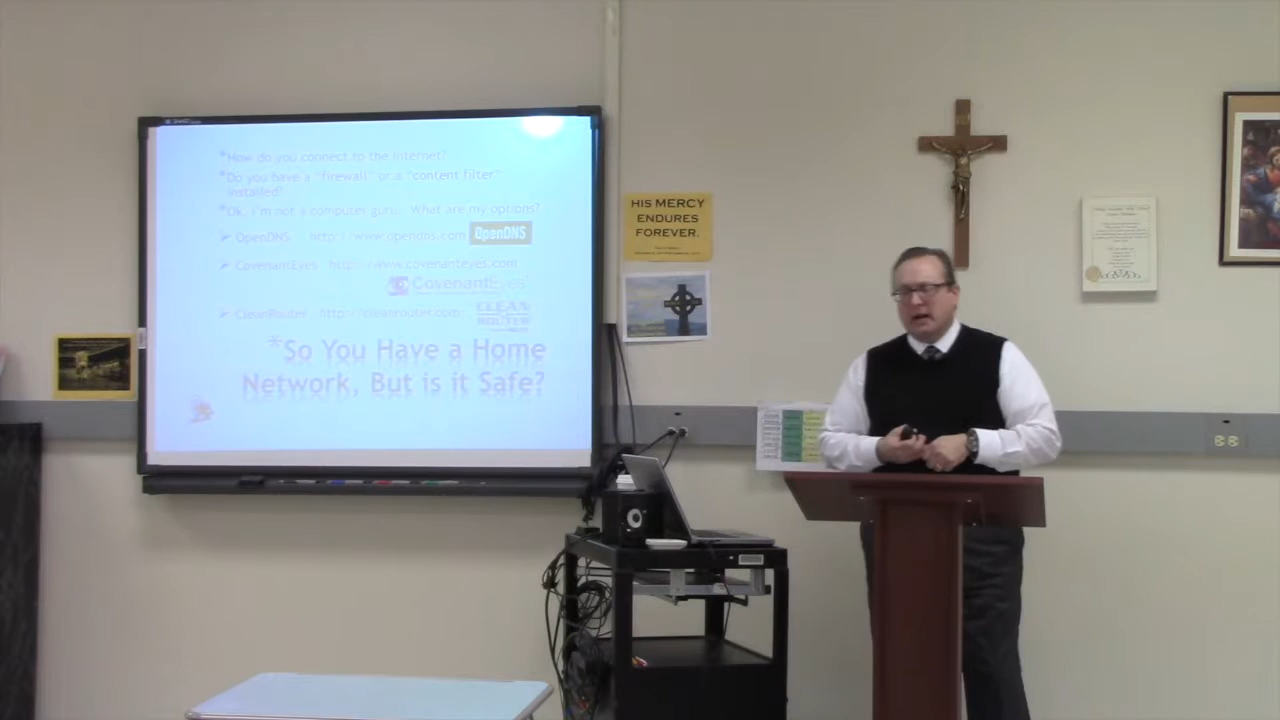 *How do you connect to the Internet?
*Do you have a "firewall" or a "content filter"
installed?
*Ok, I'm not a computer guru. What are my options?
➢ OpenDNS http://www.opendns.com OpenDNS
➢ CovenantEyes http://www.covenanteyes.com
CovenantEyes
➢ CleanRouter http://cleanrouter.com CLEAN
ROUTER
*So You Have a Home
Network, But is it Safe?
HIS MERCY
ENDURES
FOREVER.